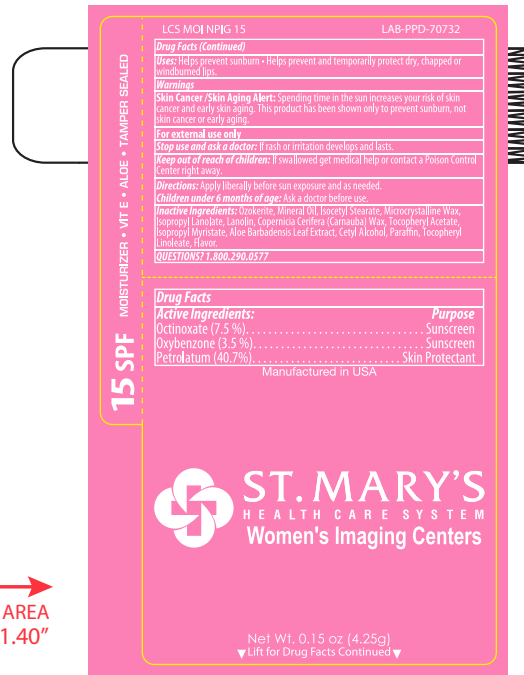 LCS MOI NPIG 15 LAB-PPD-70732
Drug Facts (Continued)
Uses: Helps prevent sunburn • Helps prevent and temporarily protect dry, chapped or
windburned lips.
Warnings
Skin Cancer /Skin Aging Alert: Spending time in the sun increases your risk of skin
cancer and early skin aging. This product has been shown only to prevent sunburn, not
skin cancer or early aging.
For external use only
Stop use and ask a doctor: If rash or irritation develops and lasts.
Keep out of reach of children: If swallowed get medical help or contact a Poison Control
Center right away.
Directions: Apply liberally before sun exposure and as needed.
Children under 6 months of age: Ask a doctor before use.
Inactive Ingredients: Ozokerite, Mineral Oil, Isocetyl Stearate, Microcrystalline Wax,
Isopropyl Lanolate, Lanolin, Copernicia Cerifera (Carnauba) Wax, Tocopheryl Acetate,
Isopropyl Myristate, Aloe Barbadensis Leaf Extract, Cetyl Alcohol, Paraffin, Tocopheryl
Linoleate, Flavor.
QUESTIONS? 1.800.290.0577
15 SPF MOISTURIZER • VIT E • ALOE • TAMPER SEALED
Drug Facts
Active Ingredients: Purpose
Octinoxate (7.5 %)..............................Sunscreen
Oxybenzone (3.5 %)............................Sunscreen
Petrolatum (40.7%).........................Skin Protectant
Manufactured in USA
ST. MARY'S
HEALTH CARE SYSTEM
Women's Imaging Centers
AREA
1.40"
Net Wt. 0.15 oz (4.25g)
▼Lift for Drug Facts Continued▼